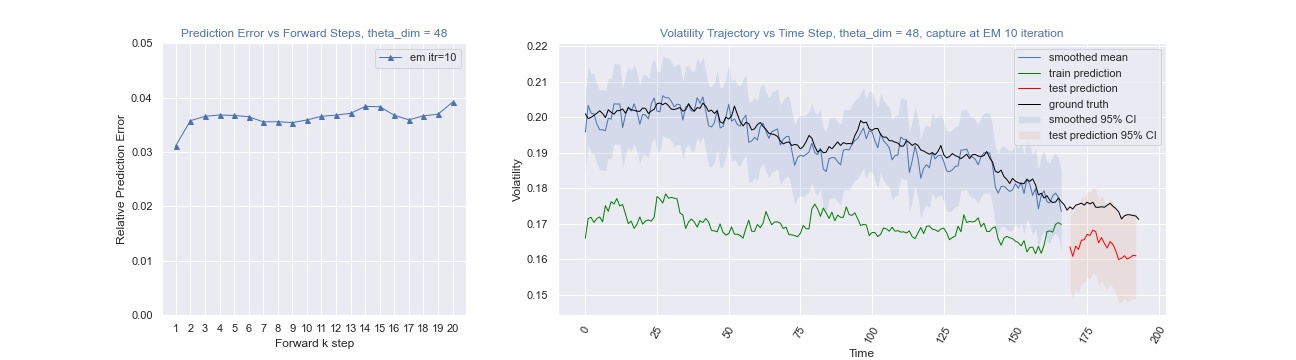 Prediction Error vs Forward Steps, theta_dim = 48
em itr=10
0.05
0.04
0.03
0.02
0.01
0.00
Relative Prediction Error
1 2 3 4 5 6 7 8 9 10 11 12 13 14 15 16 17 18 19 20
Forward k step
Volatility Trajectory vs Time Step, theta_dim = 48, capture at EM 10 iteration
smoothed mean
train prediction
test prediction
ground truth
smoothed 95% CI
test prediction 95% CI
0.22
0.21
0.20
0.19
0.18
0.17
0.16
0.15
Volatility
0 25 50 75 100 125 150 175 200
Time